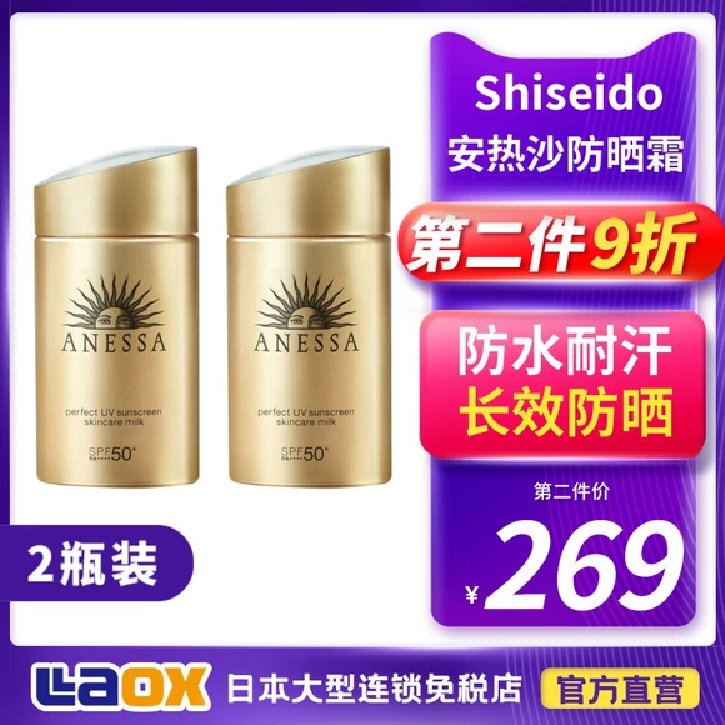 Shiseido
安热沙防晒霜
第二件9折
防水耐汗
长效防晒
第二件价
¥269
ANESSA
perfect UV sunscreen
skincare milk
SPF50+
PA++++
ANESSA
perfect UV sunscreen
skincare milk
SPF50+
PA++++
2瓶装
Laox 日本大型连锁免税店 官方直营